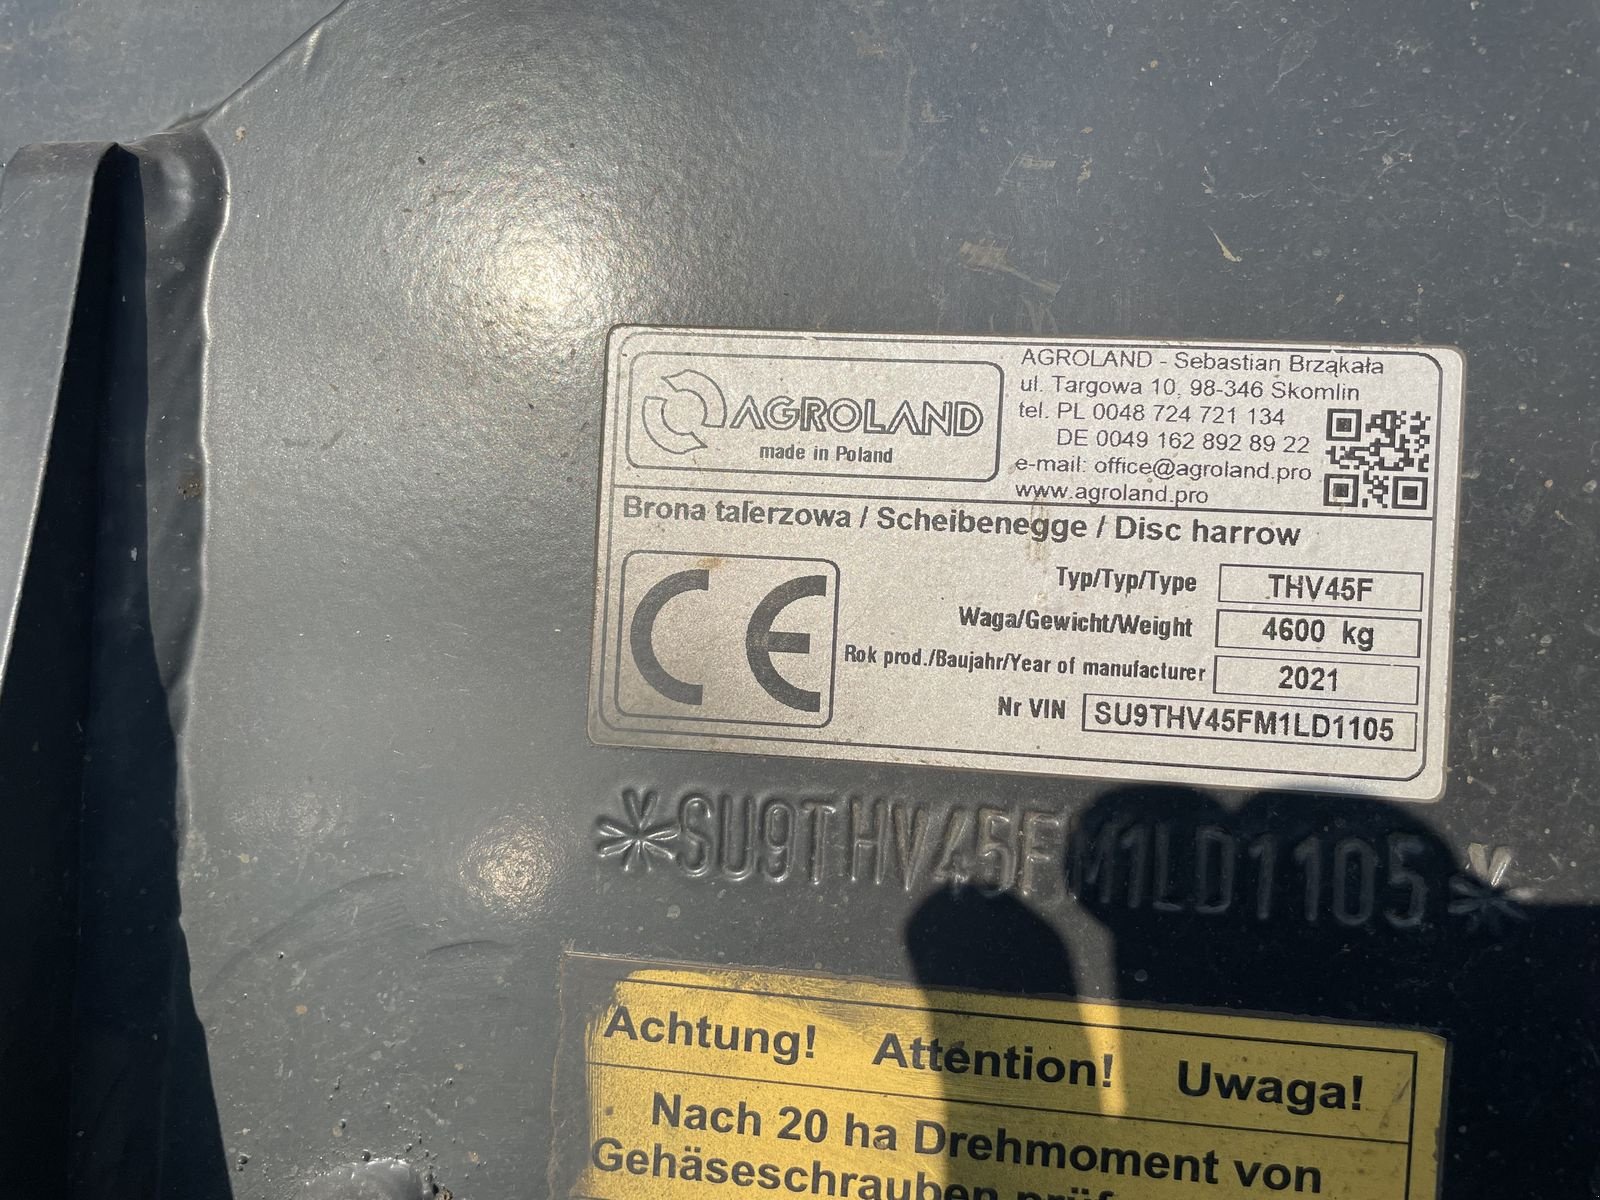 AGROLAND
made in Poland
AGROLAND - Sebastian Brząkała
ul. Targowa 10, 98-346 Skomlin
tel. PL 0048 724 721 134
DE 0049 162 892 89 22
e-mail: office@agroland.pro
www.agroland.pro
Brona talerzowa / Scheibenegge / Disc harrow
CE
Typ/Typ/Type THV45F
Waga/Gewicht/Weight 4600 kg
Rok prod./Baujahr/Year of manufacturer 2021
Nr VIN SU9THV45FM1LD1105
*SU9THV45FM1LD1105*
Achtung! Attention! Uwaga!
Nach 20 ha Drehmoment von
Gehäseschrauben